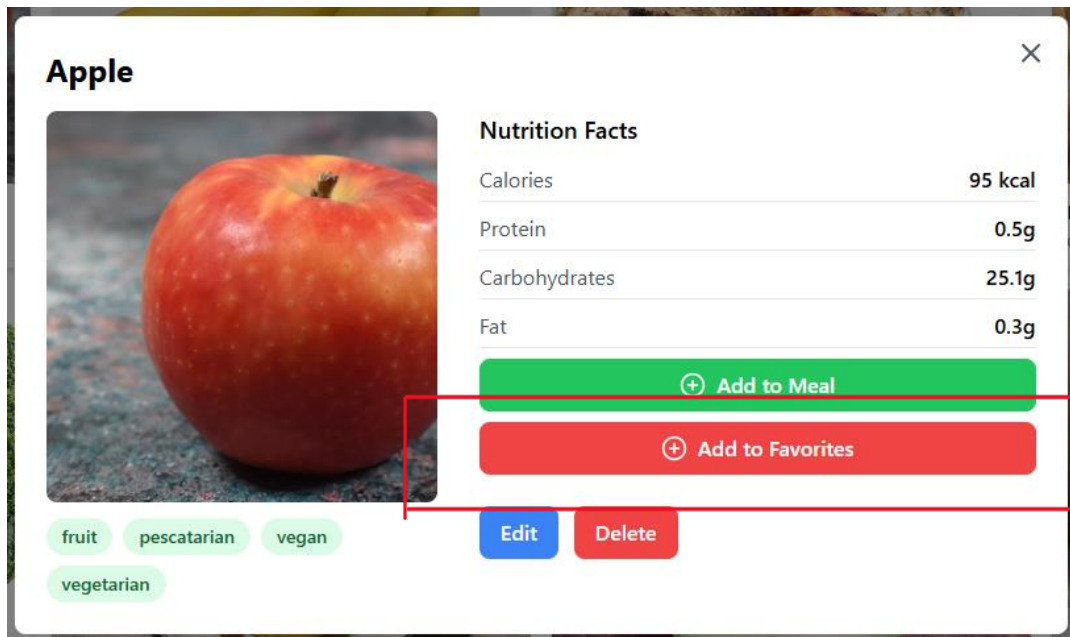 Apple
Nutrition Facts
Calories 95 kcal
Protein 0.5g
Carbohydrates 25.1g
Fat 0.3g
Add to Meal
Add to Favorites
Edit Delete
fruit pescatarian vegan
vegetarian